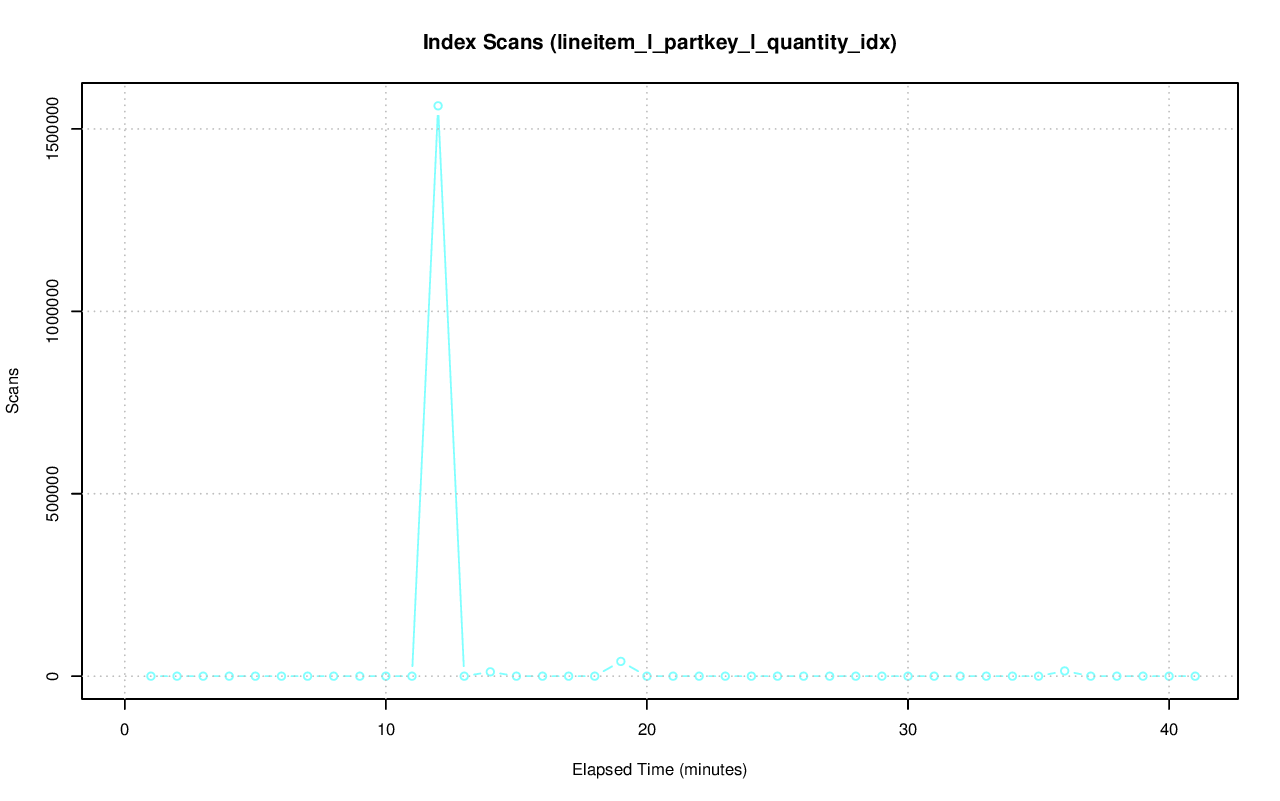 Index Scans (lineitem_l_partkey_l_quantity_idx)
1500000
1000000
500000
0
Scans
0 10 20 30 40
Elapsed Time (minutes)